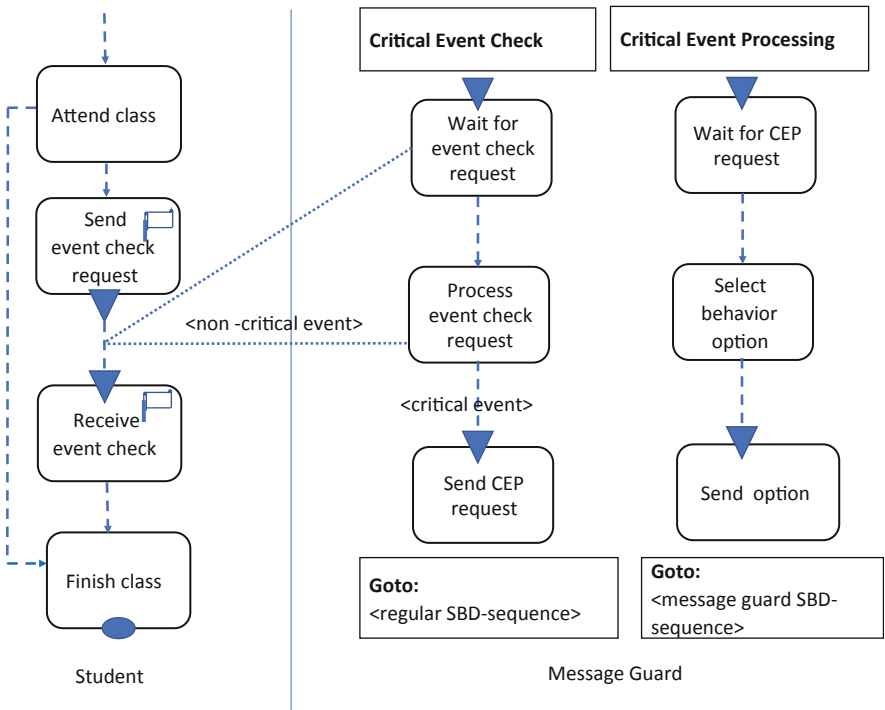 Attend class
Send
event check
request
Receive
event check
Finish class
Student
Critical Event Check
Wait for
event check
request
<non -critical event>
Process
event check
request
<critical event>
Send CEP
request
Goto:
<regular SBD-sequence>
Critical Event Processing
Wait for CEP
request
Select
behavior
option
Send option
Goto:
<message guard SBD-
sequence>
Message Guard